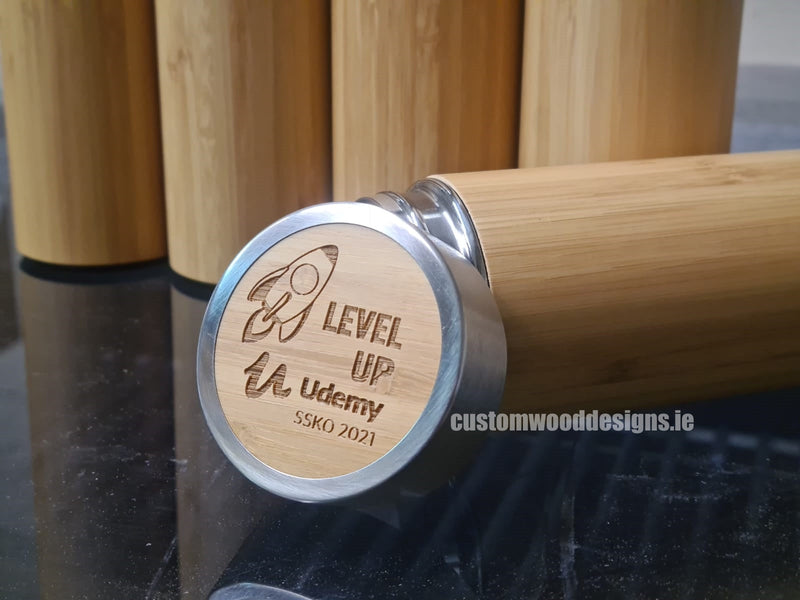 LEVEL
UP
Udemy
SSKO 2021
customwooddesigns.ie